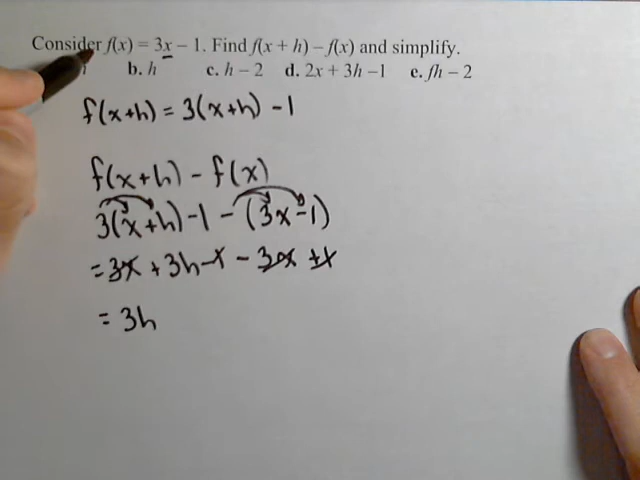 Consider f(x) = 3x – 1. Find f(x + h) – f(x) and simplify.
b. h c. h – 2 d. 2x + 3h –1 e. fh – 2
f(x+h) = 3(x+h) -1
f(x+h) - f(x)
3(x+h)-1 - (3x-1)
= 3x + 3h - 1 - 3x + 1
= 3h